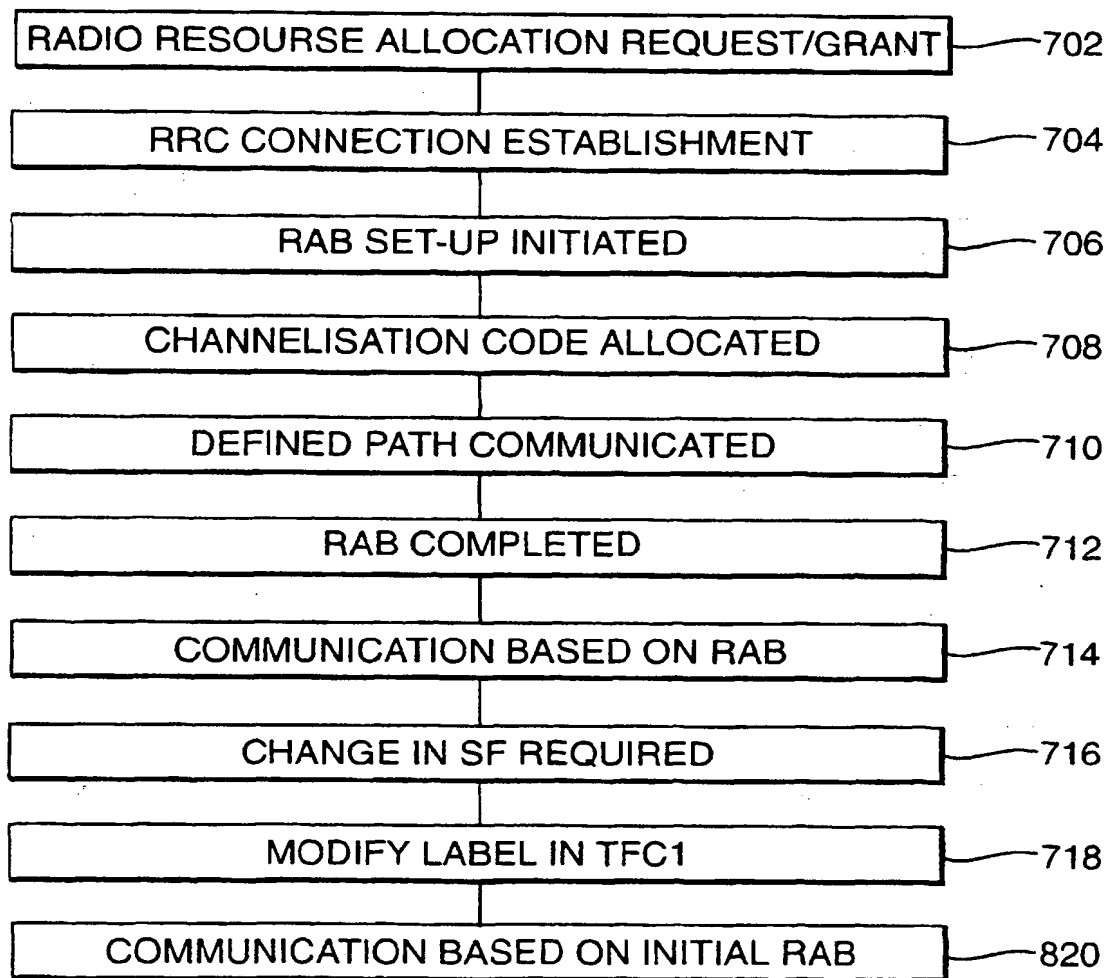 RADIO RESOURSE ALLOCATION REQUEST/GRANT 702
RRC CONNECTION ESTABLISHMENT 704
RAB SET-UP INITIATED 706
CHANNELISATION CODE ALLOCATED 708
DEFINED PATH COMMUNICATED 710
RAB COMPLETED 712
COMMUNICATION BASED ON RAB 714
CHANGE IN SF REQUIRED 716
MODIFY LABEL IN TFC1 718
COMMUNICATION BASED ON INITIAL RAB 820